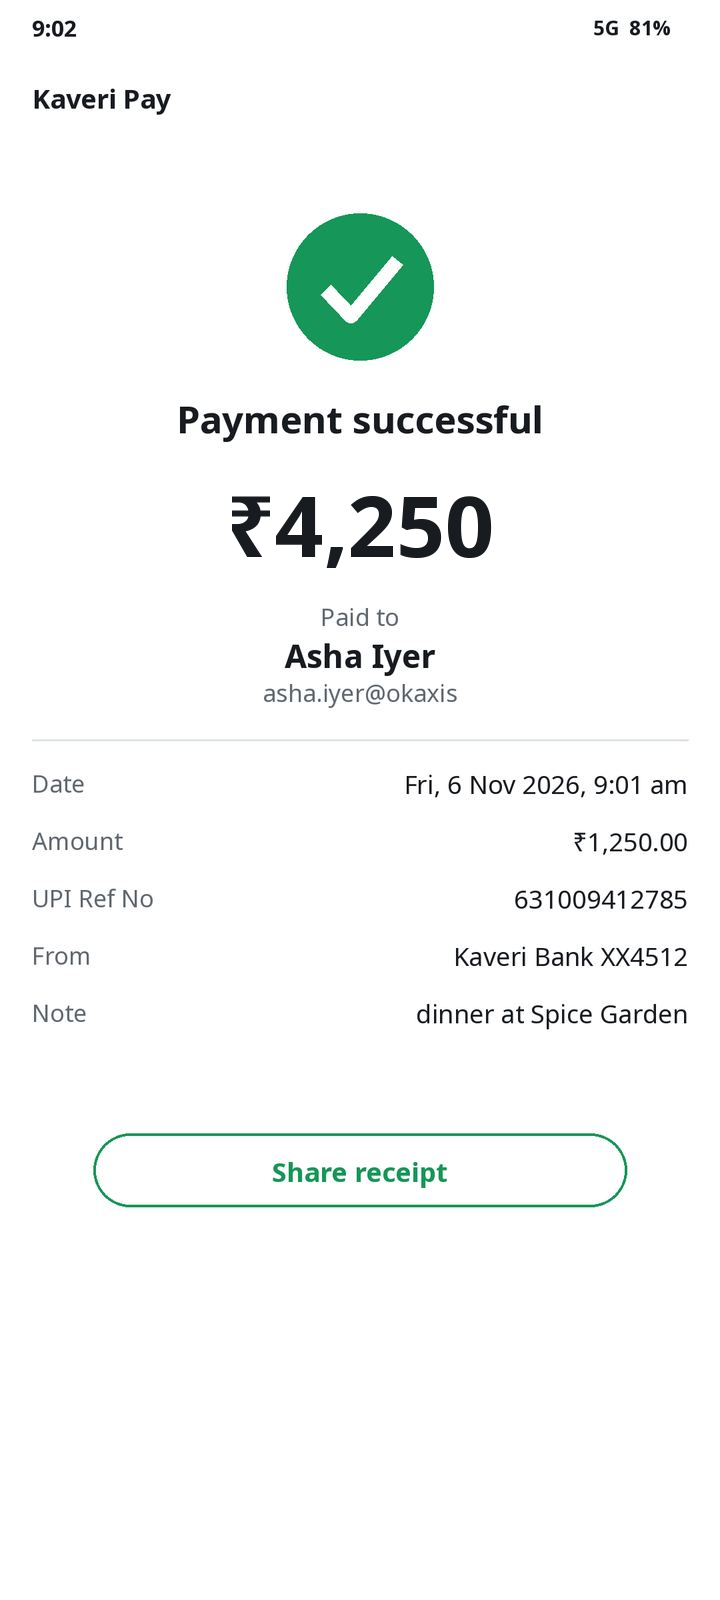 9:02
5G 81%
Kaveri Pay
Payment successful
₹4,250
Paid to
Asha Iyer
asha.iyer@okaxis
Date Fri, 6 Nov 2026, 9:01 am
Amount ₹1,250.00
UPI Ref No 631009412785
From Kaveri Bank XX4512
Note dinner at Spice Garden
Share receipt